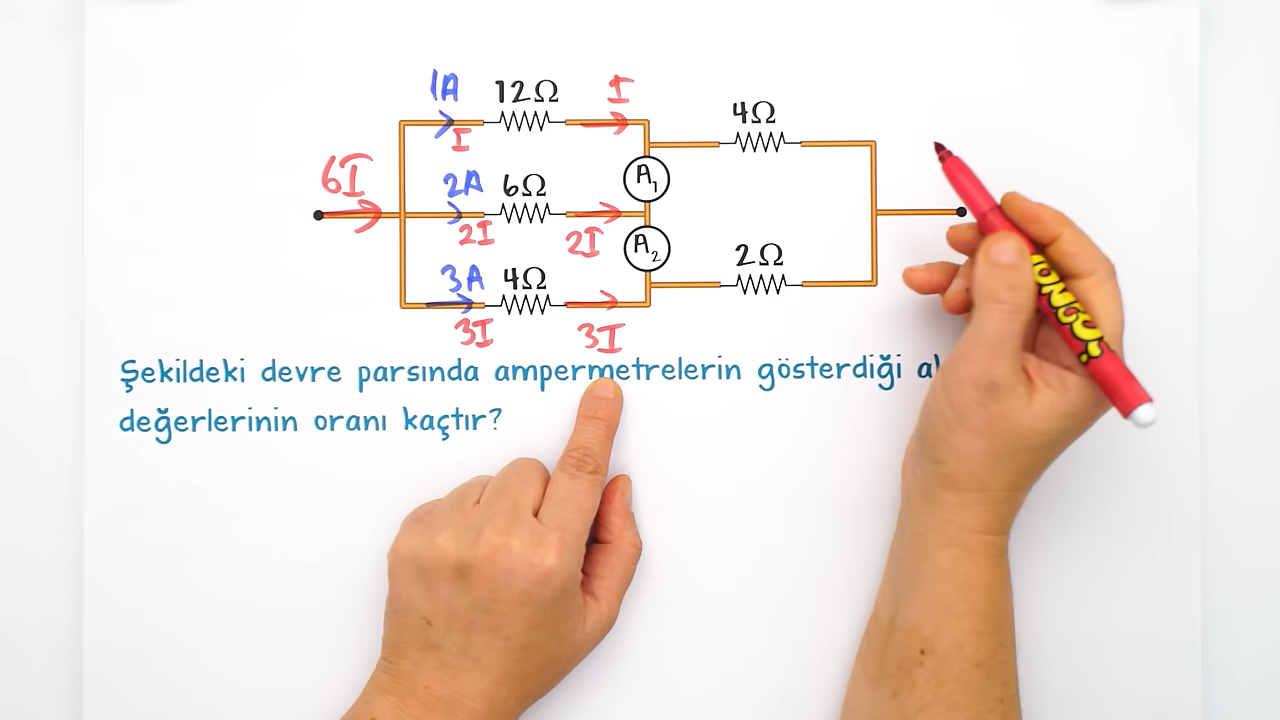 1A 12Ω I
I 4Ω
6I 2A 6Ω A₁
2I 2I
A₂
3A 4Ω 2Ω
3I 3I
Şekildeki devre parsında ampermetrelerin gösterdiği
değerlerinin oranı kaçtır?